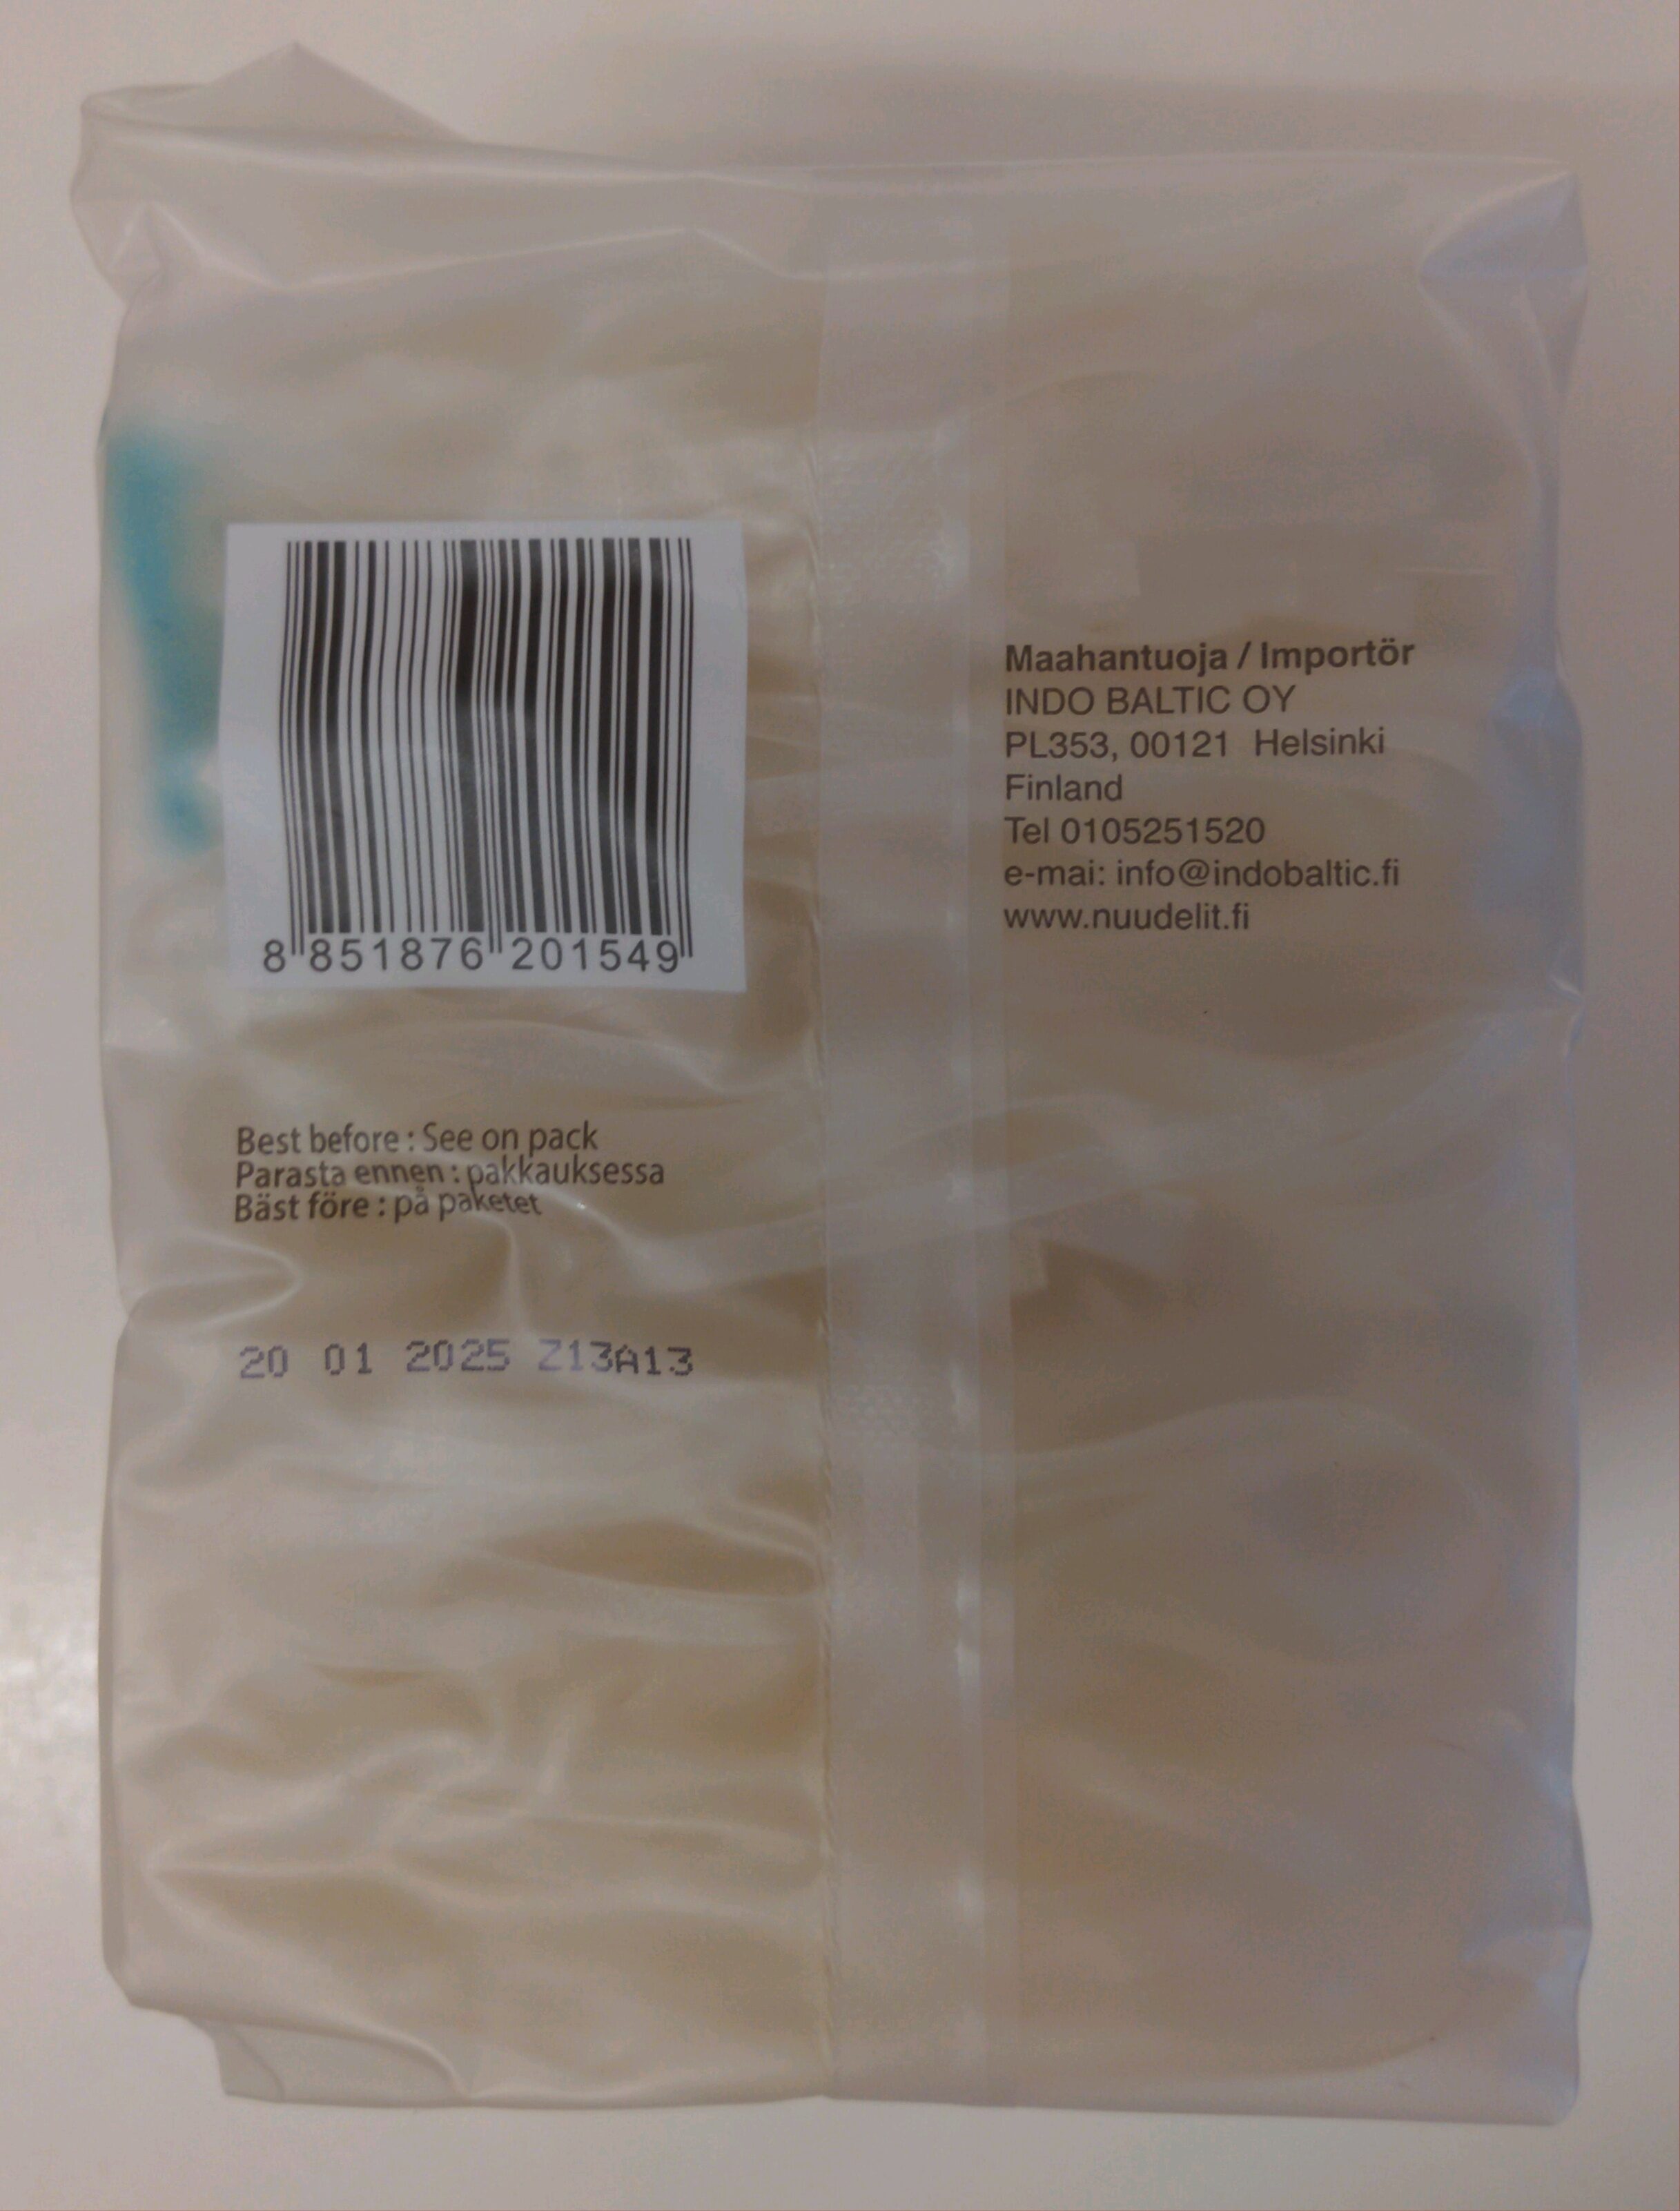 8 851876 201549
Best before : See on pack
Parasta ennen : pakkauksessa
Bäst före : på paketet
20 01 2025 Z13A13
Maahantuoja / Importör
INDO BALTIC OY
PL353, 00121 Helsinki
Finland
Tel 0105251520
e-mai: info@indobaltic.fi
www.nuudelit.fi